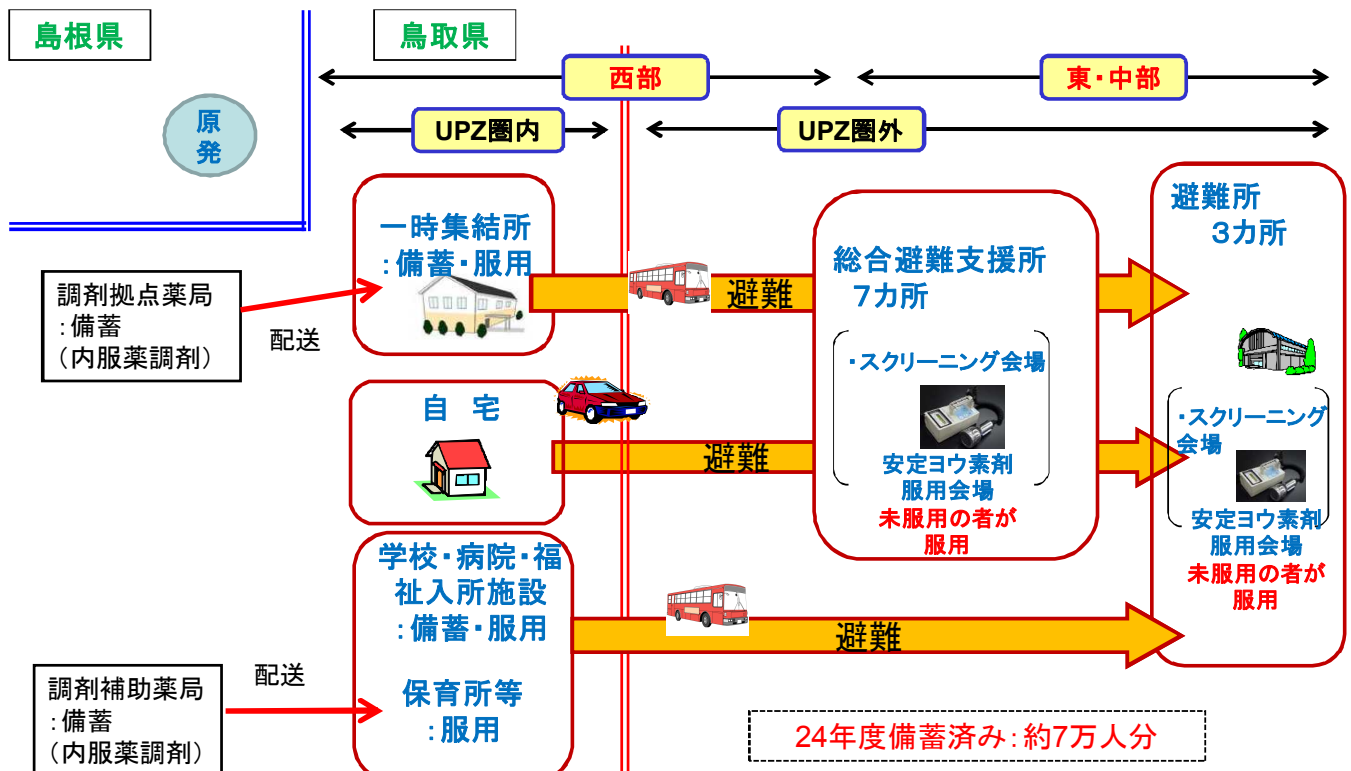 島根県
鳥取県
西部
東・中部
原
発
UPZ圏内
UPZ圏外
一時集結所
:備蓄・服用
調剤拠点薬局
:備蓄
(内服薬調剤)
配送
避難
総合避難支援所
7カ所
・スクリーニング会場
安定ヨウ素剤
服用会場
未服用の者が
服用
避難所
3カ所
・スクリーニング
会場
安定ヨウ素剤
服用会場
未服用の者が
服用
自 宅
避難
学校・病院・福
祉入所施設
:備蓄・服用
保育所等
:服用
避難
調剤補助薬局
:備蓄
(内服薬調剤)
配送
24年度備蓄済み:約7万人分